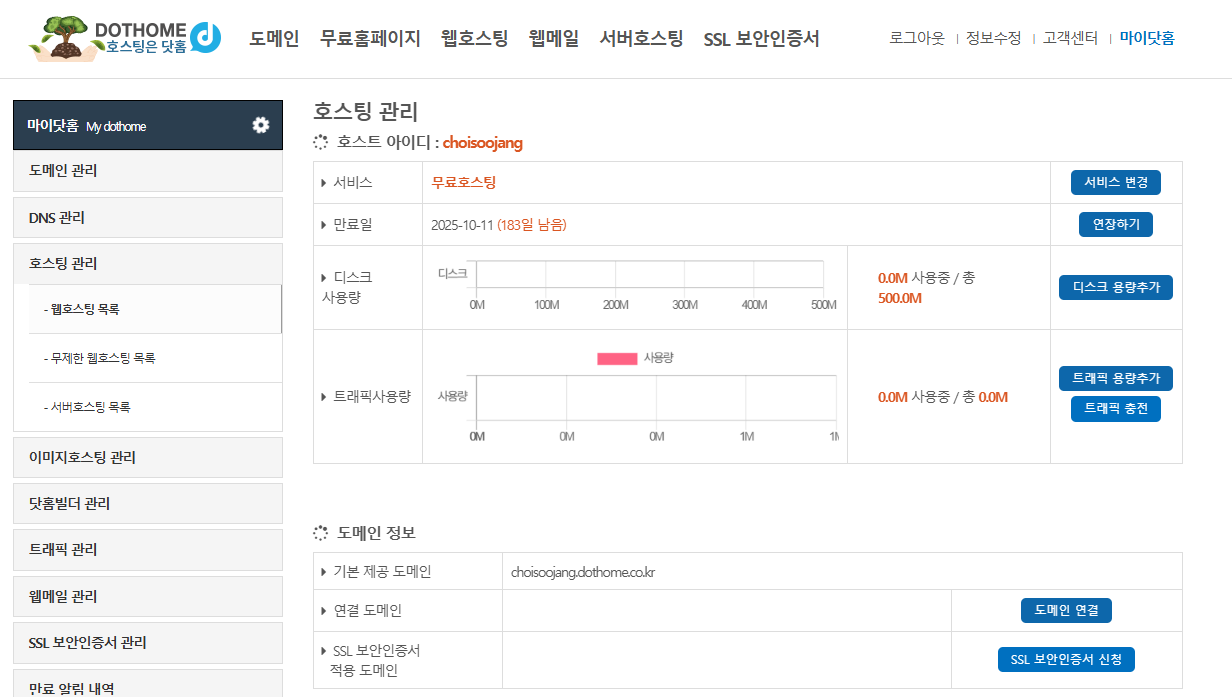 DOTHOME
호스팅은 닷홈
도메인 무료홈페이지 웹호스팅 웹메일 서버호스팅 SSL 보안인증서
로그아웃 정보수정 고객센터 마이닷홈
마이닷홈 My dothome
도메인 관리
DNS 관리
호스팅 관리
- 웹호스팅 목록
- 무제한 웹호스팅 목록
- 서버호스팅 목록
이미지호스팅 관리
닷홈빌더 관리
트래픽 관리
웹메일 관리
SSL 보안인증서 관리
만료 알림 내역
호스팅 관리
호스트 아이디 : choisoojang
서비스 무료호스팅 서비스 변경
만료일 2025-10-11 (183일 남음) 연장하기
디스크
사용량
디스크
0M 100M 200M 300M 400M 500M
0.0M 사용중 / 총
500.0M
디스크 용량추가
트래픽사용량
사용량
사용량
0M 0M 0M 1M 1M
0.0M 사용중 / 총 0.0M
트래픽 용량추가
트래픽 충전
도메인 정보
기본 제공 도메인 choisoojang.dothome.co.kr
연결 도메인 도메인 연결
SSL 보안인증서
적용 도메인
SSL 보안인증서 신청